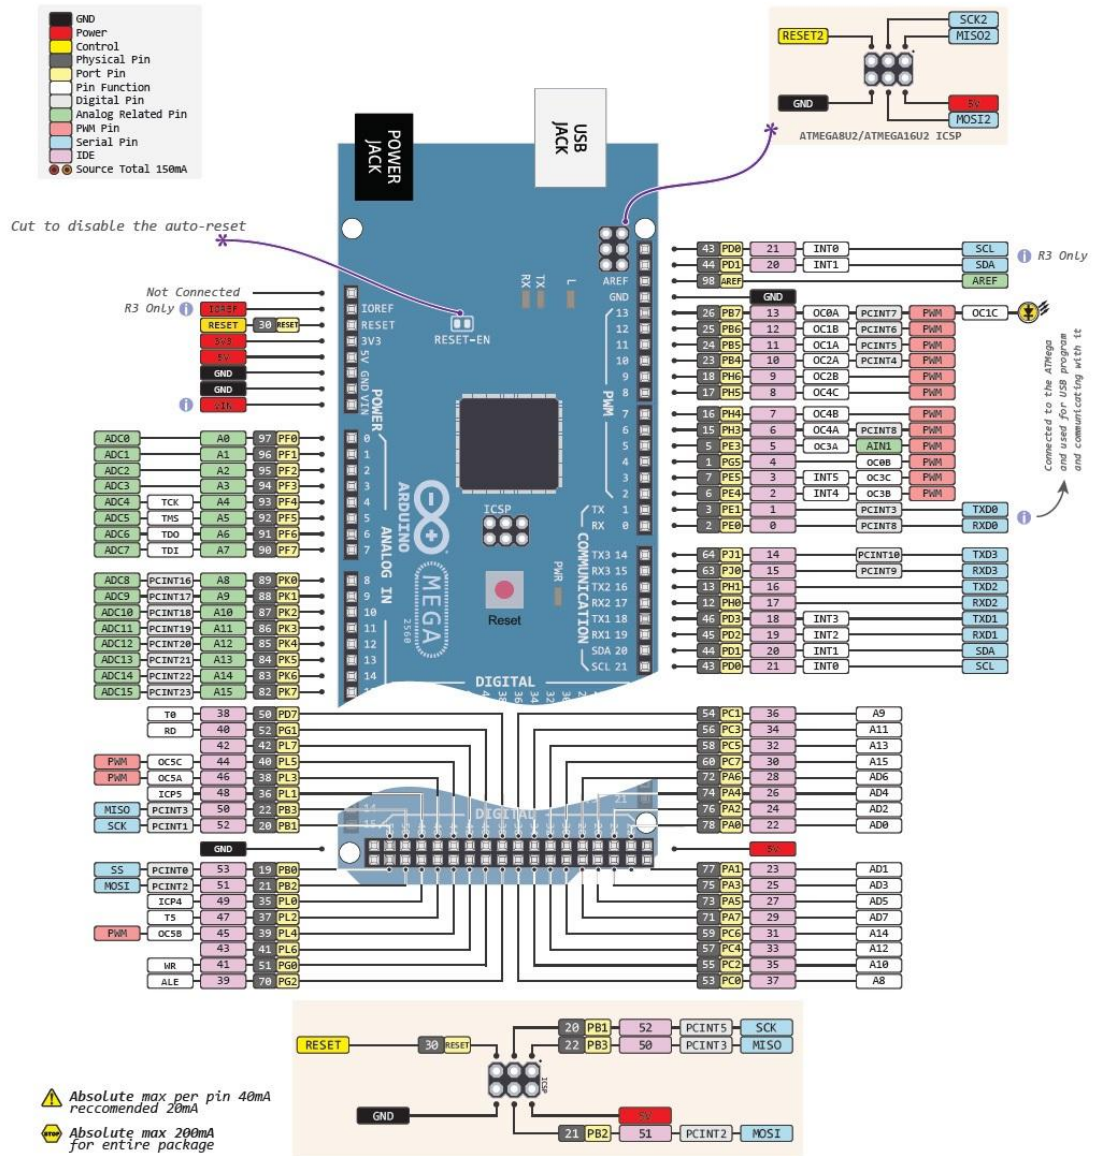 GND
Power
Control
Physical Pin
Port Pin
Pin Function
Digital Pin
Analog Related Pin
PWM Pin
Serial Pin
IDE
Source Total 150mA
SCK2
RESET2 MISO2
GND 5V
MOSI2
ATMEGA8U2/ATMEGA16U2 ICSP
POWER JACK
USB JACK
Cut to disable the auto-reset
Not Connected
R3 Only IOREF
RESET 30 RESET
3V3
5V
GND
GND
VIN
ADC0 A0 97 PF0
ADC1 A1 96 PF1
ADC2 A2 95 PF2
ADC3 A3 94 PF3
ADC4 TCK A4 93 PF4
ADC5 TMS A5 92 PF5
ADC6 TDO A6 91 PF6
ADC7 TDI A7 90 PF7
ADC8 PCINT16 A8 89 PK0
ADC9 PCINT17 A9 88 PK1
ADC10 PCINT18 A10 87 PK2
ADC11 PCINT19 A11 86 PK3
ADC12 PCINT20 A12 85 PK4
ADC13 PCINT21 A13 84 PK5
ADC14 PCINT22 A14 83 PK6
ADC15 PCINT23 A15 82 PK7
T0 38 50 PD7
RD 40 52 PG1
42 42 PL7
PWM OC5C 44 40 PL5
PWM OC5A 46 38 PL3
ICP5 48 36 PL1
MISO PCINT3 50 22 PB3
SCK PCINT1 52 20 PB1
GND
SS PCINT0 53 19 PB0
MOSI PCINT2 51 21 PB2
ICP4 49 35 PL0
T5 47 37 PL2
PWM OC5B 45 39 PL4
43 41 PL6
WR 41 51 PG0
ALE 39 70 PG2
RX TX L
RESET-EN
IOREF
RESET
3V3
5V
GND
VIN
POWER
0
1
2
3
4
5
6
7
8
9
10
11
12
13
14
ANALOG IN
ARDUINO
MEGA
2560
ICSP
Reset
PWR
AREF
GND
13
12
11
10
9
8
7
6
5
4
3
2
PWM
TX 1
RX 0
TX3 14
RX3 15
TX2 16
RX2 17
TX1 18
RX1 19
SDA 20
SCL 21
COMMUNICATION
DIGITAL
DIGITAL
43 PD0 21 INT0 SCL R3 Only
44 PD1 20 INT1 SDA
98 AREF AREF
GND
26 PB7 13 OC0A PCINT7 PWM OC1C
25 PB6 12 OC1B PCINT6 PWM
24 PB5 11 OC1A PCINT5 PWM
23 PB4 10 OC2A PCINT4 PWM
18 PH6 9 OC2B PWM
17 PH5 8 OC4C PWM
16 PH4 7 OC4B PWM
15 PH3 6 OC4A PCINT8 PWM
5 PE3 5 OC3A AIN1 PWM
1 PG5 4 OC0B PWM
7 PE5 3 INT5 OC3C PWM
6 PE4 2 INT4 OC3B PWM
3 PE1 1 PCINT3 TXD0
2 PE0 0 PCINT8 RXD0
Connected to the ATMega
and used for USB program
and communicating with it
64 PJ1 14 PCINT10 TXD3
63 PJ0 15 PCINT9 RXD3
13 PH1 16 TXD2
12 PH0 17 RXD2
46 PD3 18 INT3 TXD1
45 PD2 19 INT2 RXD1
44 PD1 20 INT1 SDA
43 PD0 21 INT0 SCL
54 PC1 36 A9
56 PC3 34 A11
58 PC5 32 A13
60 PC7 30 A15
72 PA6 28 AD6
74 PA4 26 AD4
76 PA2 24 AD2
78 PA0 22 AD0
5V
77 PA1 23 AD1
75 PA3 25 AD3
73 PA5 27 AD5
71 PA7 29 AD7
59 PC6 31 A14
57 PC4 33 A12
55 PC2 35 A10
53 PC0 37 A8
20 PB1 52 PCINT5 SCK
RESET 30 RESET 22 PB3 50 PCINT3 MISO
ICSP
GND 5V
21 PB2 51 PCINT2 MOSI
Absolute max per pin 40mA
reccomended 20mA
STOP Absolute max 200mA
for entire package